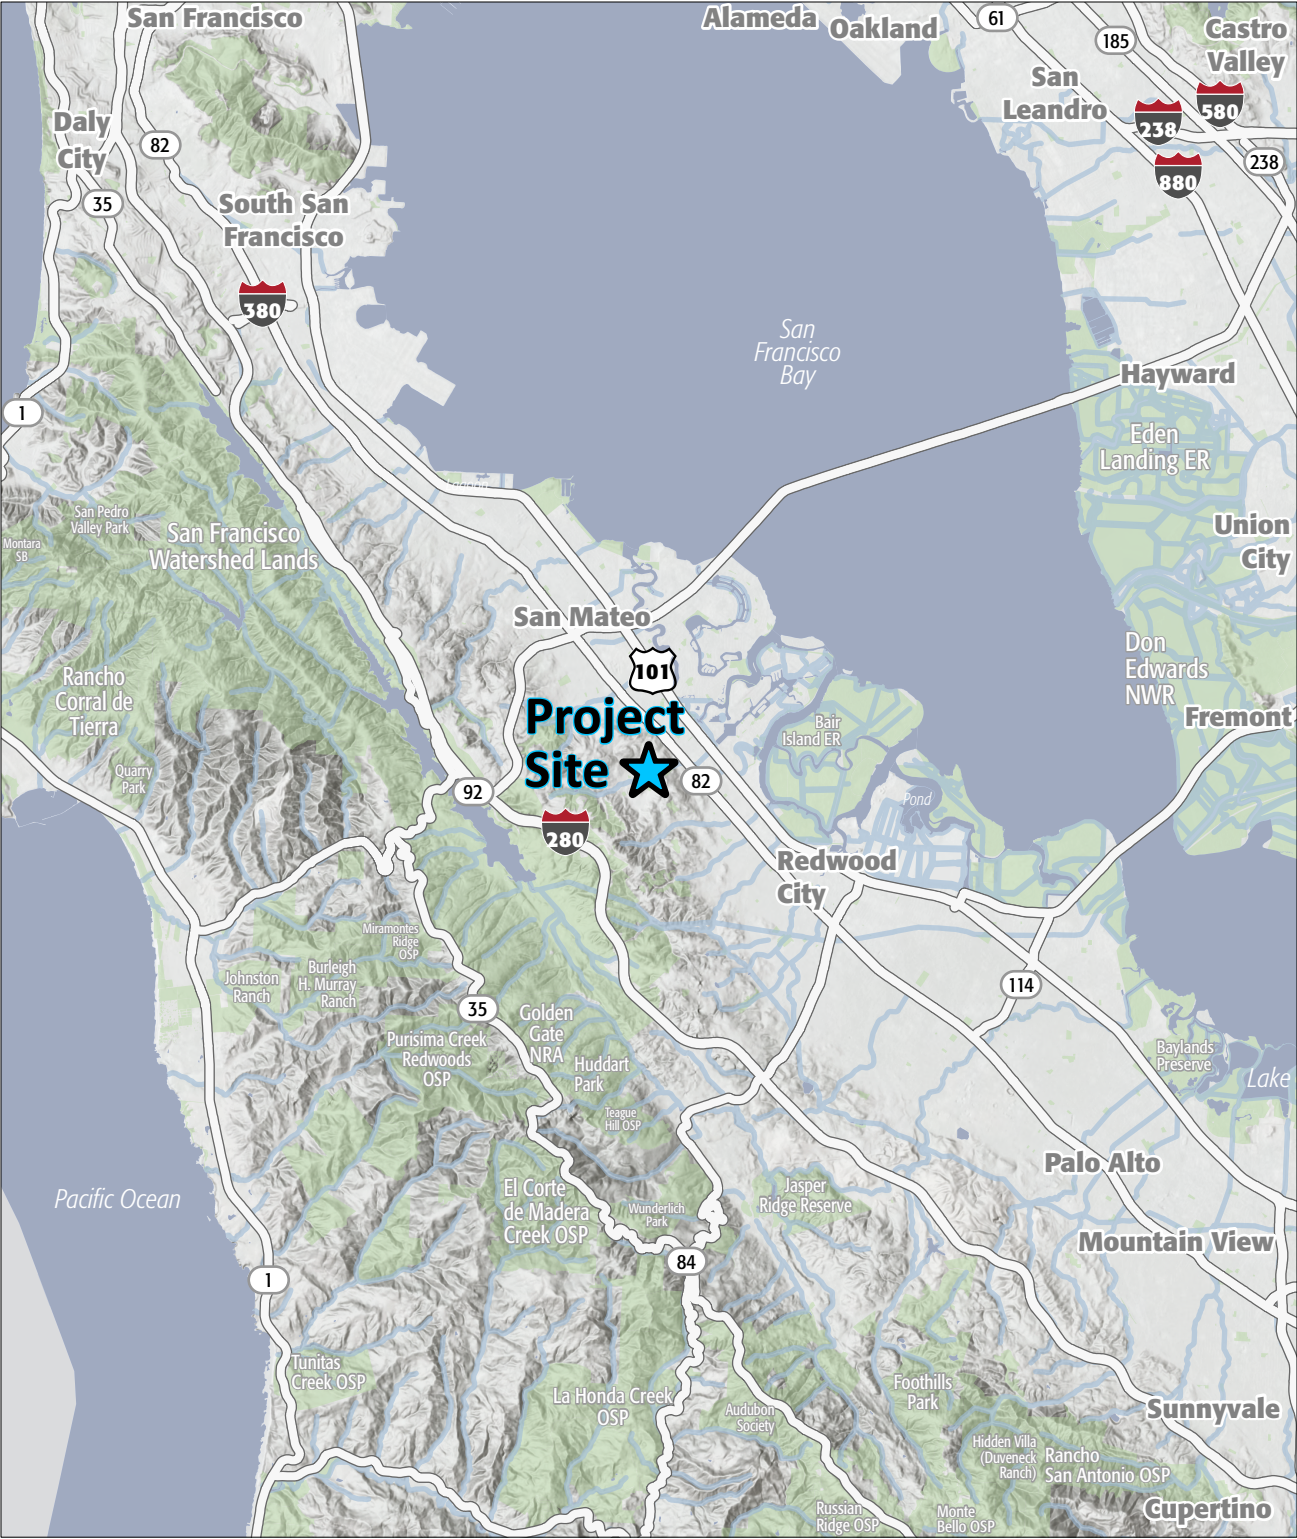 San Francisco
Alameda
Oakland
61
185
Castro
Valley
San
Leandro
580
238
238
880
Daly
City
82
35
South San
Francisco
380
San
Francisco
Bay
Hayward
1
Eden
Landing ER
San Pedro
Valley Park
Montara
SB
San Francisco
Watershed Lands
Union
City
San Mateo
101
Don
Edwards
NWR
Rancho
Corral de
Tierra
Fremont
Project
Site
Bair
Island ER
Quarry
Park
92
82
Pond
280
Redwood
City
Miramontes
Ridge
OSP
Johnston
Ranch
Burleigh
H. Murray
Ranch
114
35
Golden
Gate
NRA
Purisima Creek
Redwoods
OSP
Huddart
Park
Baylands
Preserve
Lake
Teague
Hill OSP
Palo Alto
Pacific Ocean
El Corte
de Madera
Creek OSP
Wunderlich
Park
Jasper
Ridge Reserve
Mountain View
84
1
Tunitas
Creek OSP
La Honda Creek
OSP
Audubon
Society
Foothills
Park
Sunnyvale
Hidden Villa
(Duveneck
Ranch)
Rancho
San Antonio OSP
Russian
Ridge OSP
Monte
Bello OSP
Cupertino